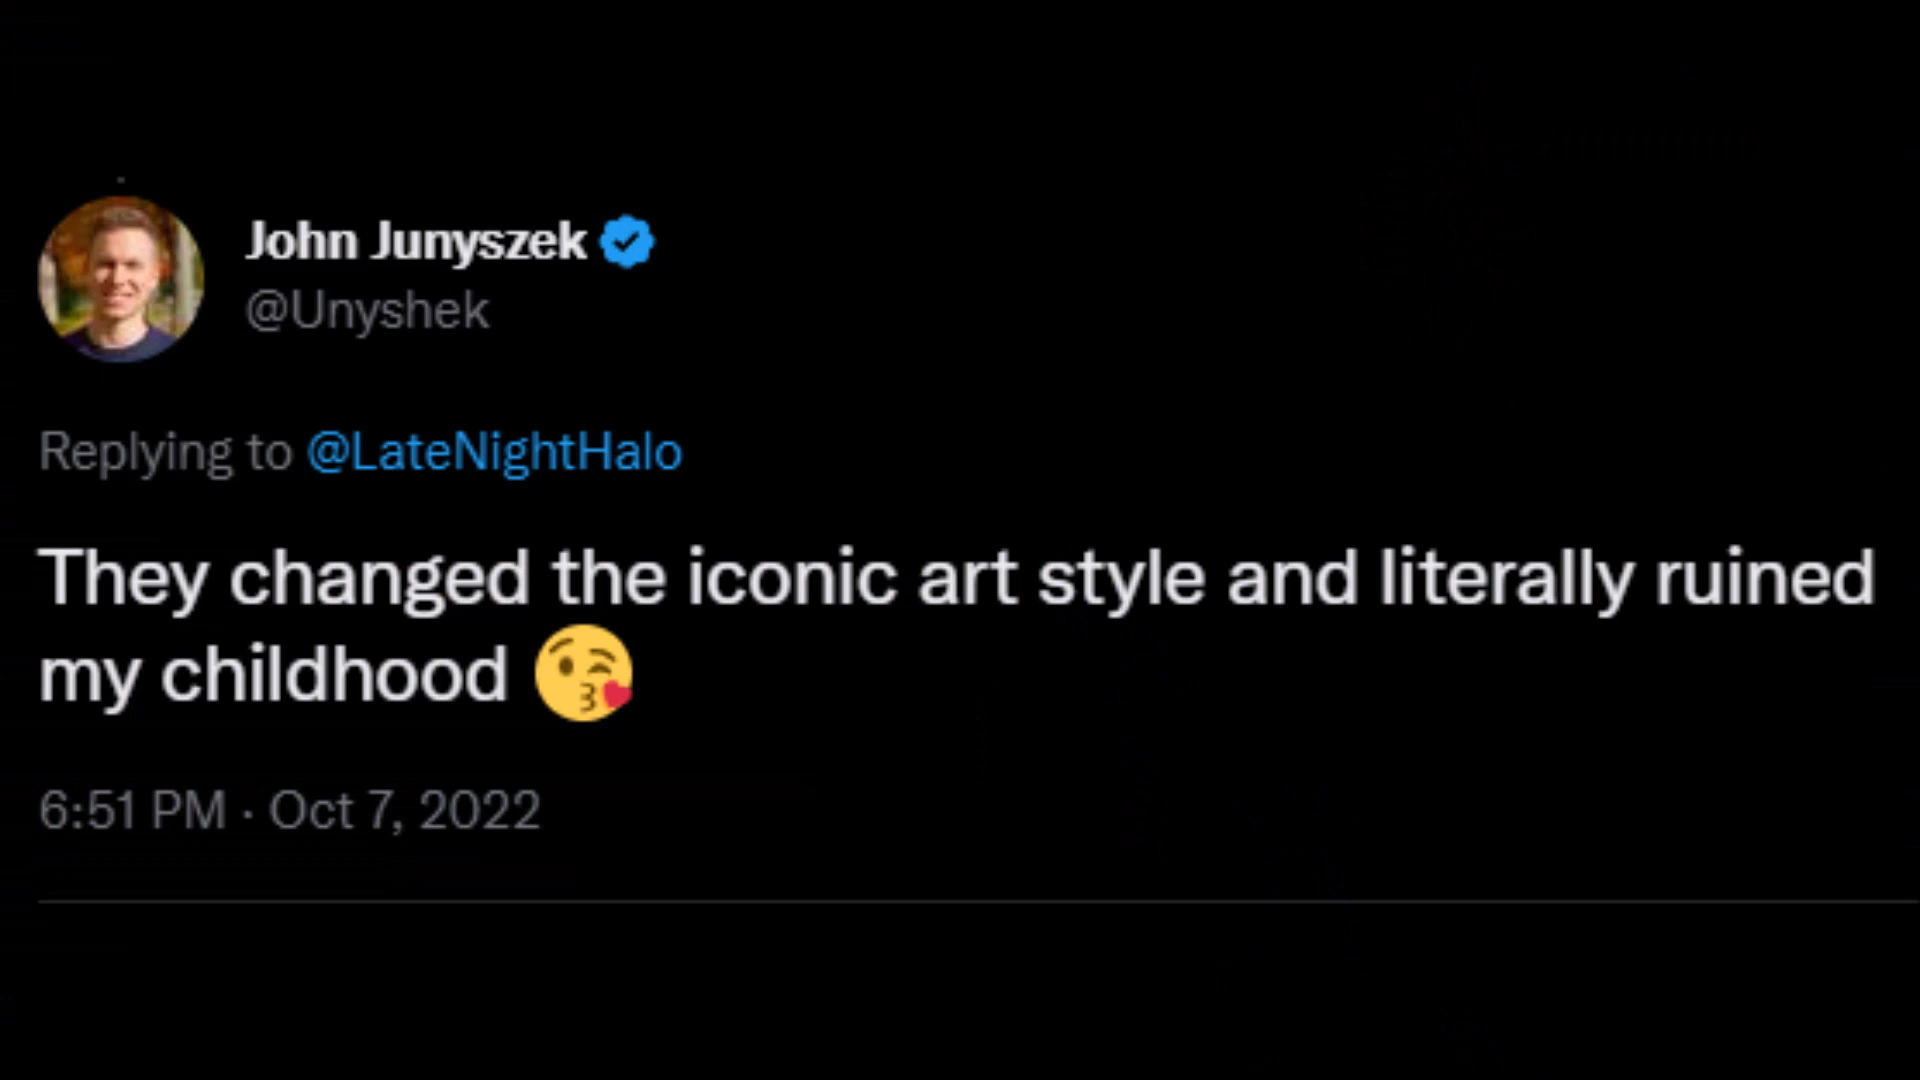 John Junyszek
@Unyshek
Replying to @LateNightHalo
They changed the iconic art style and literally ruined
my childhood 😘
6:51 PM · Oct 7, 2022